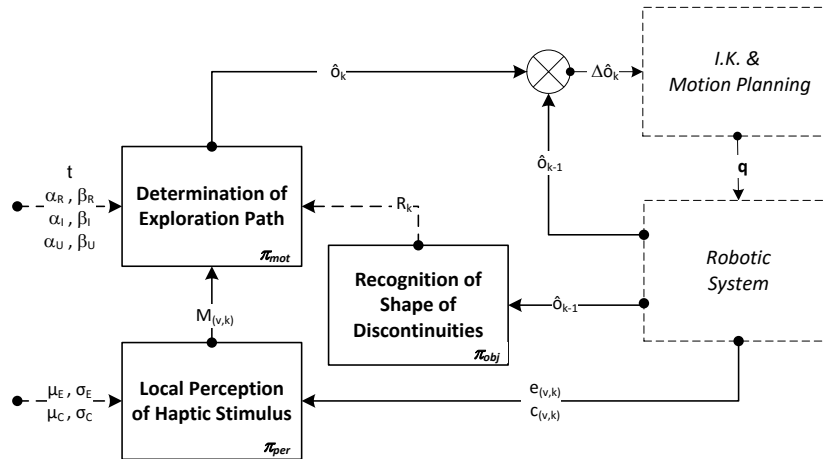 ô_k
Δô_k
I.K. &
Motion Planning
ô_{k-1}
q
t
α_R , β_R
α_I , β_I
α_U , β_U
Determination of
Exploration Path
π_mot
R_k
Robotic
System
Recognition of
Shape of
Discontinuities
π_obj
ô_{k-1}
M_(v,k)
μ_E , σ_E
μ_C , σ_C
Local Perception
of Haptic Stimulus
π_per
e_(v,k)
c_(v,k)